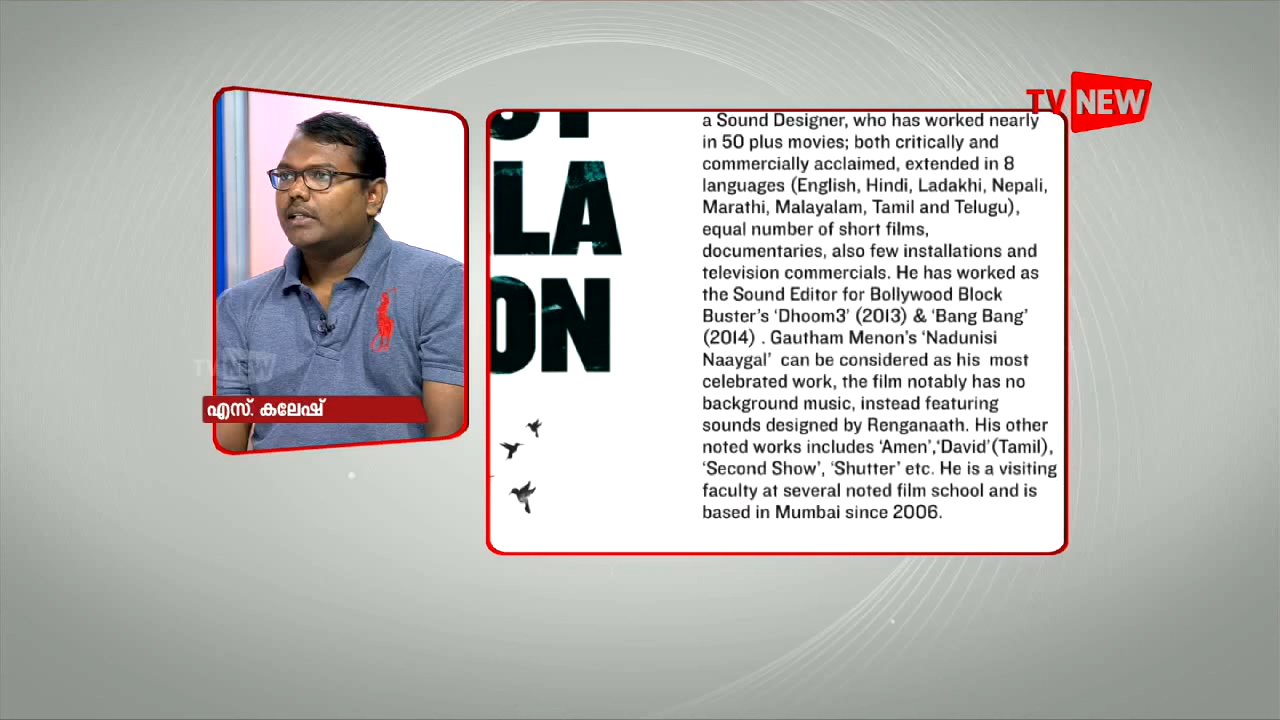 TV NEW
a Sound Designer, who has worked nearly
in 50 plus movies; both critically and
commercially acclaimed, extended in 8
languages (English, Hindi, Ladakhi, Nepali,
Marathi, Malayalam, Tamil and Telugu),
equal number of short films,
documentaries, also few installations and
television commercials. He has worked as
the Sound Editor for Bollywood Block
Buster's ‘Dhoom3’ (2013) & ‘Bang Bang’
(2014) . Gautham Menon's ‘Nadunisi
Naaygal’ can be considered as his most
celebrated work, the film notably has no
background music, instead featuring
sounds designed by Renganaath. His other
noted works includes ‘Amen’,‘David’(Tamil),
‘Second Show’, ‘Shutter’ etc. He is a visiting
faculty at several noted film school and is
based in Mumbai since 2006.
LA
ON
TV NEW
എസ്. കലേഷ്